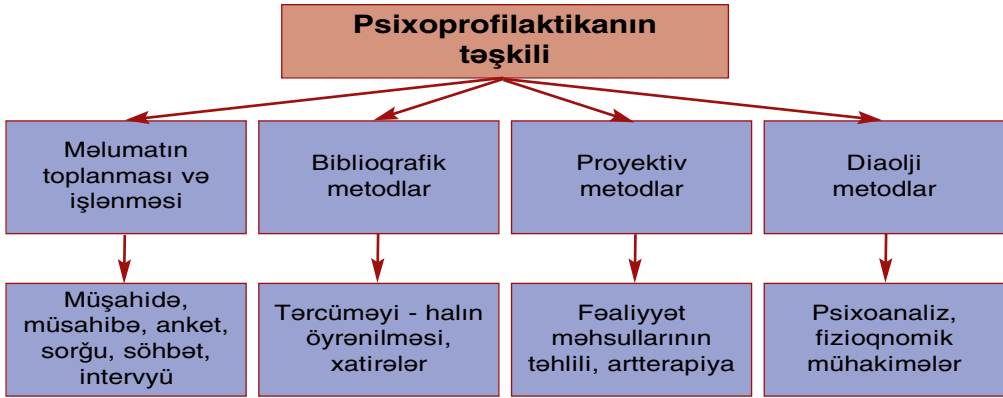 Psixoprofilaktikanın
təşkili
Məlumatın
toplanması və
işlənməsi
Biblioqrafik
metodlar
Proyektiv
metodlar
Diaolji
metodlar
Müşahidə,
müsahibə, anket,
sorğu, söhbət,
intervyü
Tərcüməyi - halın
öyrənilməsi,
xatirələr
Fəaliyyət
məhsullarının
təhlili, artterapiya
Psixoanaliz,
fizioqnomik
mühakimələr